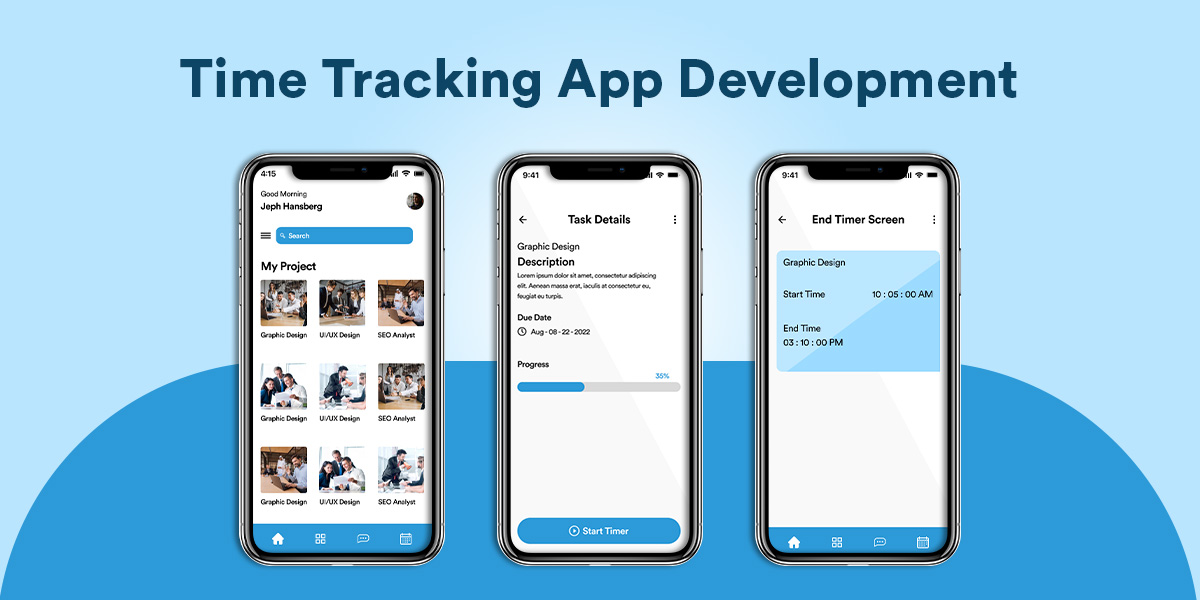 Time Tracking App Development
4:15
Good Morning
Jeph Hansberg
Search
My Project
Graphic Design UI/UX Design SEO Analyst
Graphic Design UI/UX Design SEO Analyst
Graphic Design UI/UX Design SEO Analyst
9:41
Task Details
Graphic Design
Description
Lorem ipsum dolor sit amet, consectetur adipiscing
elit. Aenean massa erat, iaculis at consectetur eu,
feugiat eu turpis.
Due Date
Aug - 08 - 22 - 2022
Progress
35%
Start Timer
9:41
End Timer Screen
Graphic Design
Start Time 10 : 05 : 00 AM
End Time
03 : 10 : 00 PM